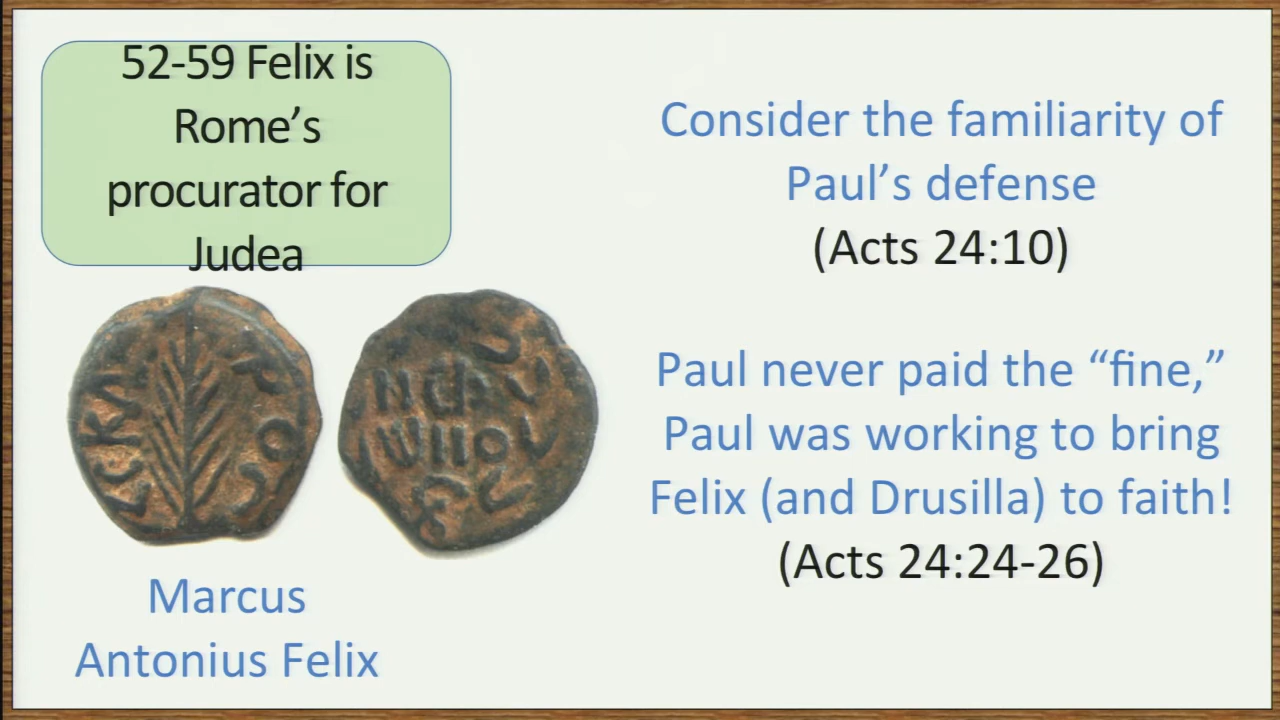 52-59 Felix is
Rome’s
procurator for
Judea
Consider the familiarity of
Paul’s defense
(Acts 24:10)
Paul never paid the “fine,”
Paul was working to bring
Felix (and Drusilla) to faith!
(Acts 24:24-26)
Marcus
Antonius Felix